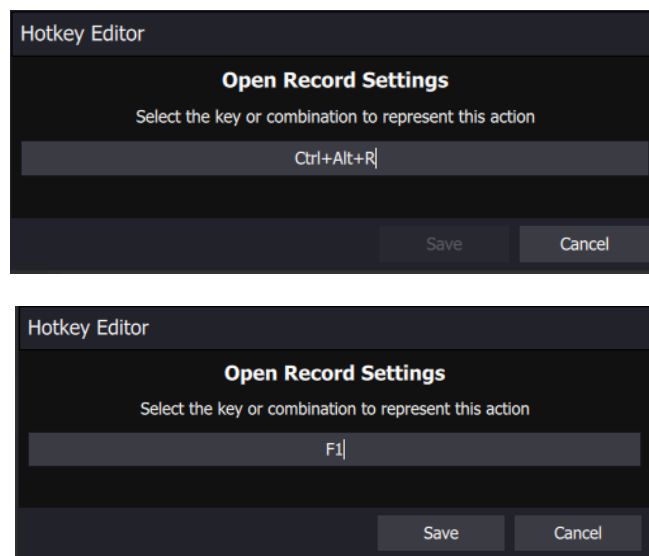 Hotkey Editor
Open Record Settings
Select the key or combination to represent this action
Ctrl+Alt+R
Save Cancel
Hotkey Editor
Open Record Settings
Select the key or combination to represent this action
F1
Save Cancel